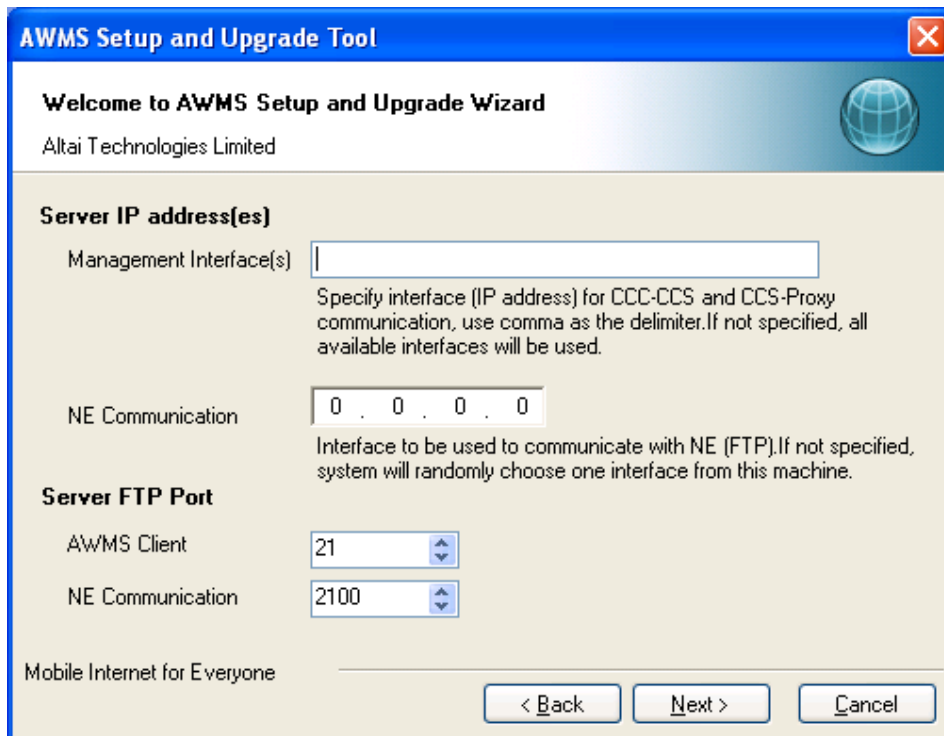 AWMS Setup and Upgrade Tool
Welcome to AWMS Setup and Upgrade Wizard
Altai Technologies Limited
Server IP address(es)
Management Interface(s)
Specify interface (IP address) for CCC-CCS and CCS-Proxy
communication, use comma as the delimiter.If not specified, all
available interfaces will be used.
NE Communication
0 . 0 . 0 . 0
Interface to be used to communicate with NE (FTP).If not specified,
system will randomly choose one interface from this machine.
Server FTP Port
AWMS Client
21
NE Communication
2100
Mobile Internet for Everyone
< Back
Next >
Cancel